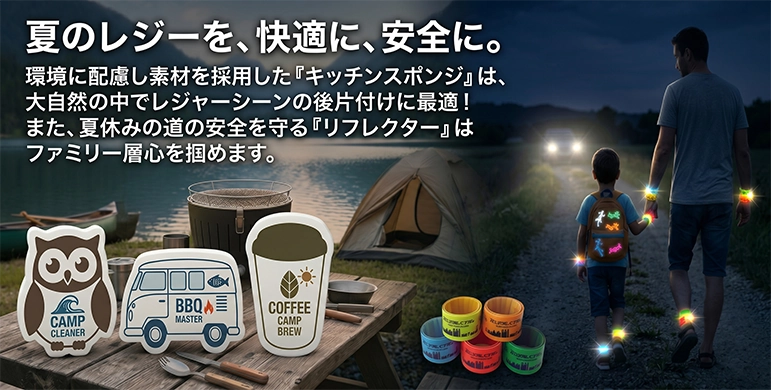 夏のレジーを、快適に、安全に。
環境に配慮し素材を採用した『キッチンスポンジ』は、
大自然の中でレジャーシーンの後片付けに最適！
また、夏休みの道の安全を守る『リフレクター』は
ファミリー層心を掴めます。
CAMP
CLEANER
BBQ
MASTER
COFFEE
CAMP
BREW